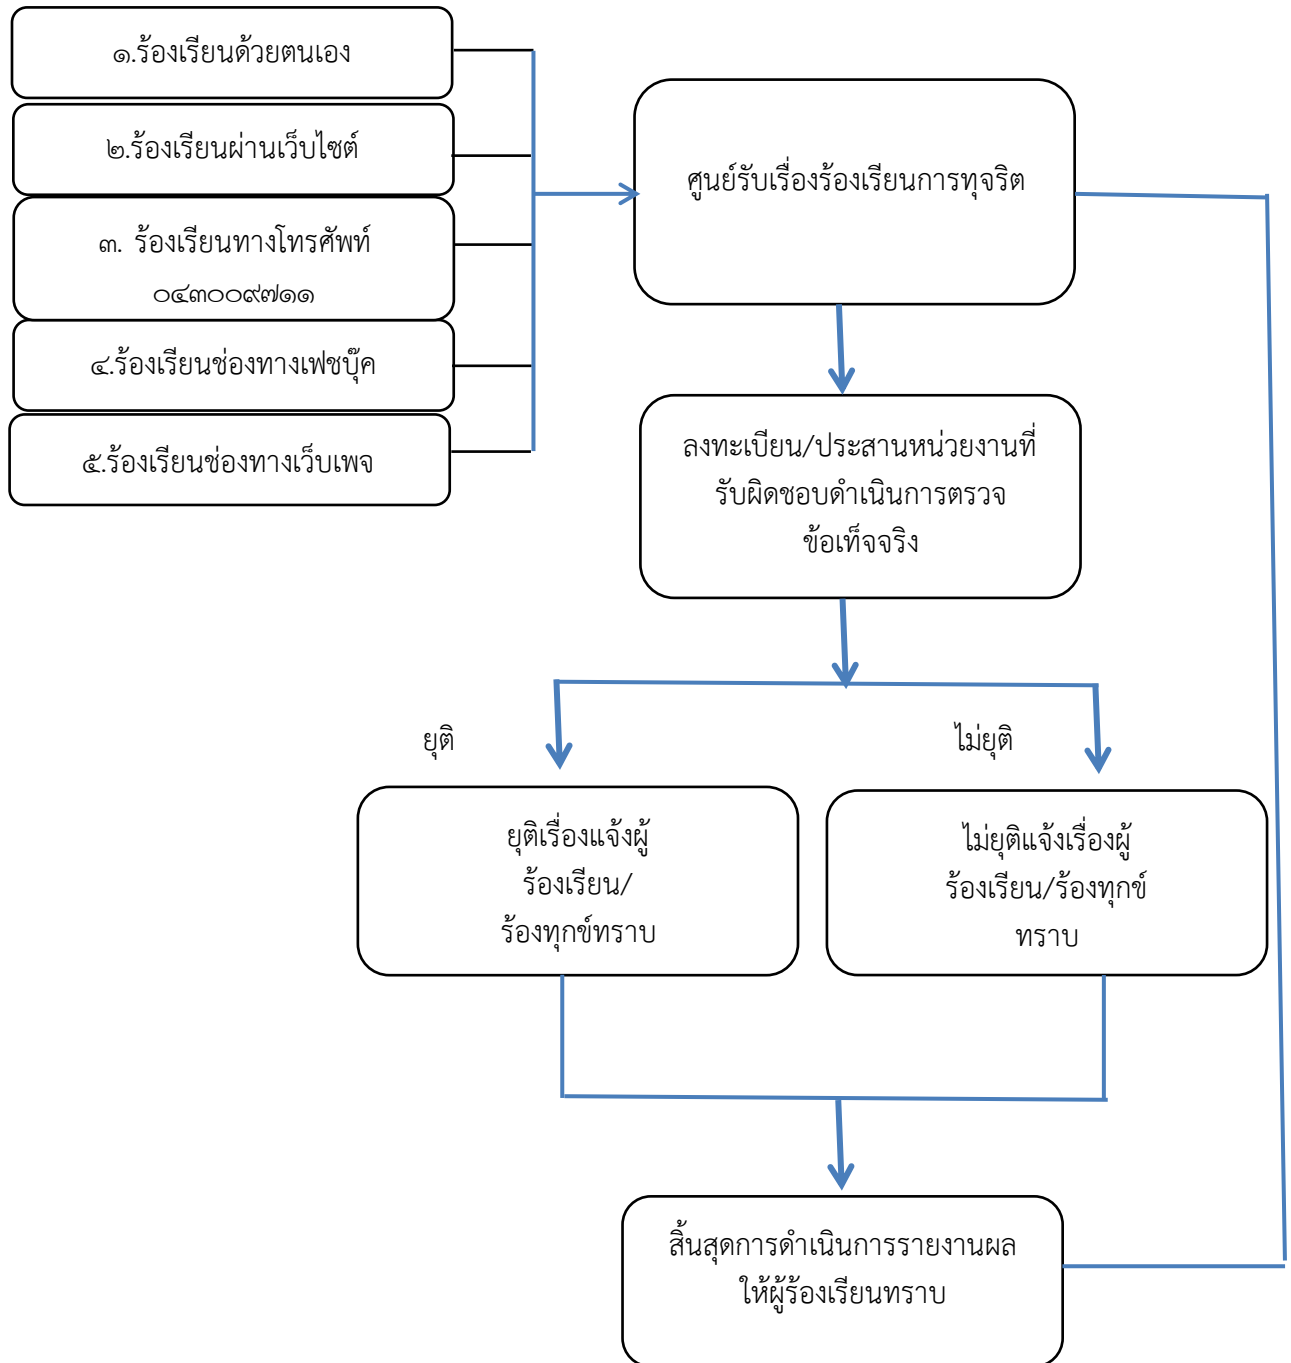 ๑.ร้องเรียนด้วยตนเอง
๒.ร้องเรียนผ่านเว็บไซต์
๓. ร้องเรียนทางโทรศัพท์
๐๔๓๐๐๙๗๑๑
๔.ร้องเรียนช่องทางเฟชบุ๊ค
๕.ร้องเรียนช่องทางเว็บเพจ
ศูนย์รับเรื่องร้องเรียนการทุจริต
ลงทะเบียน/ประสานหน่วยงานที่
รับผิดชอบดำเนินการตรวจ
ข้อเท็จจริง
ยุติ
ไม่ยุติ
ยุติเรื่องแจ้งผู้
ร้องเรียน/
ร้องทุกข์ทราบ
ไม่ยุติแจ้งเรื่องผู้
ร้องเรียน/ร้องทุกข์
ทราบ
สิ้นสุดการดำเนินการรายงานผล
ให้ผู้ร้องเรียนทราบ